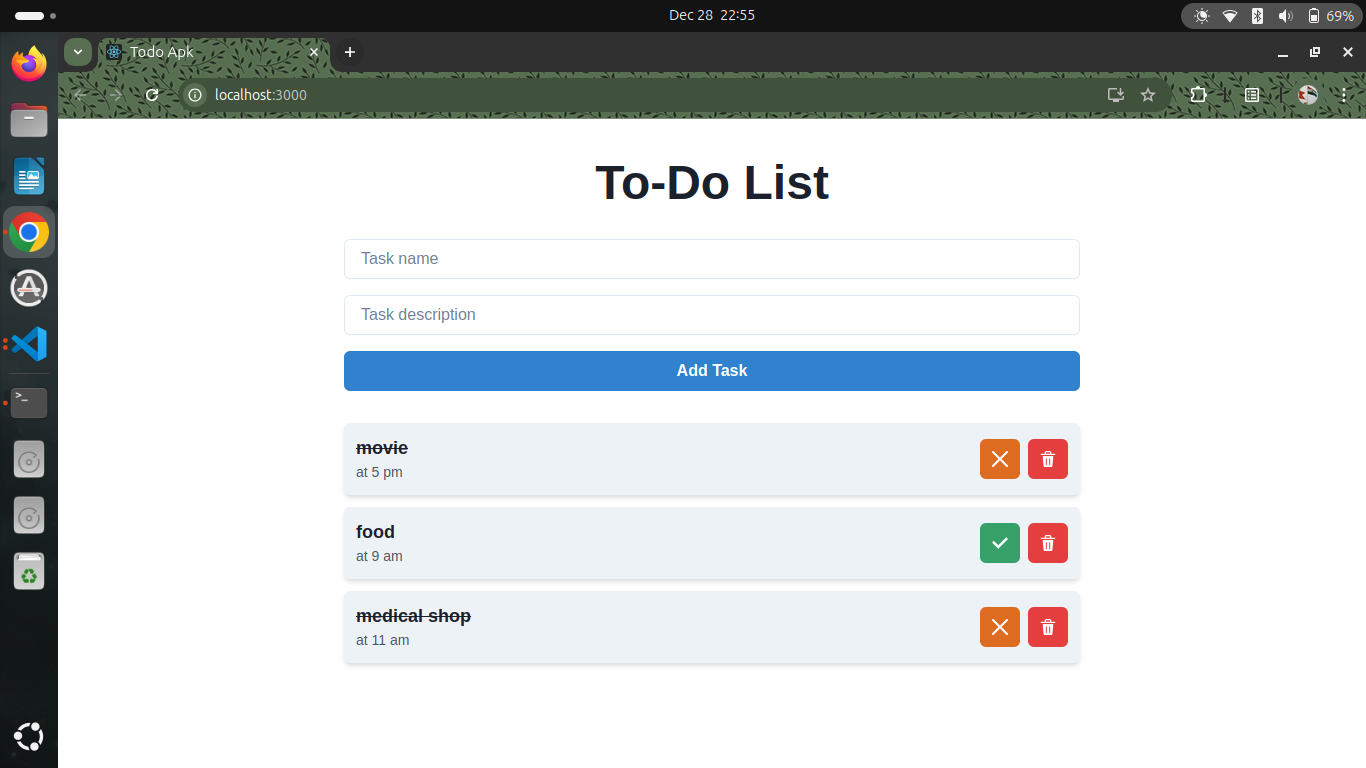 Dec 28 22:55
69%
Todo Apk
localhost:3000
To-Do List
Task name
Task description
Add Task
movie
at 5 pm
food
at 9 am
medical shop
at 11 am